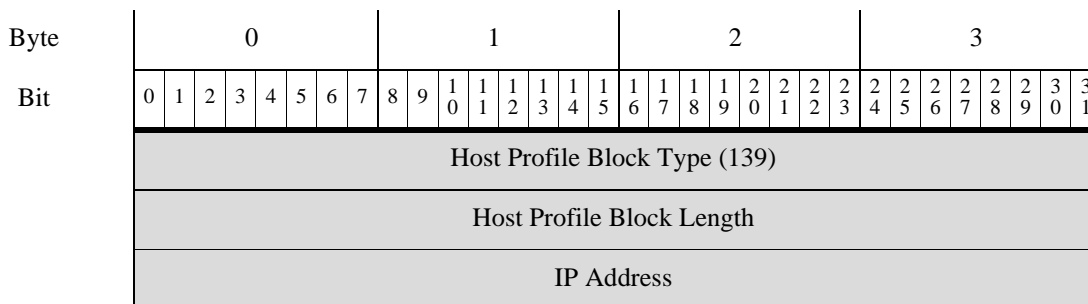 Byte 0 1 2 3
Bit 0 1 2 3 4 5 6 7 8 9 10 11 12 13 14 15 16 17 18 19 20 21 22 23 24 25 26 27 28 29 30 31
Host Profile Block Type (139)
Host Profile Block Length
IP Address